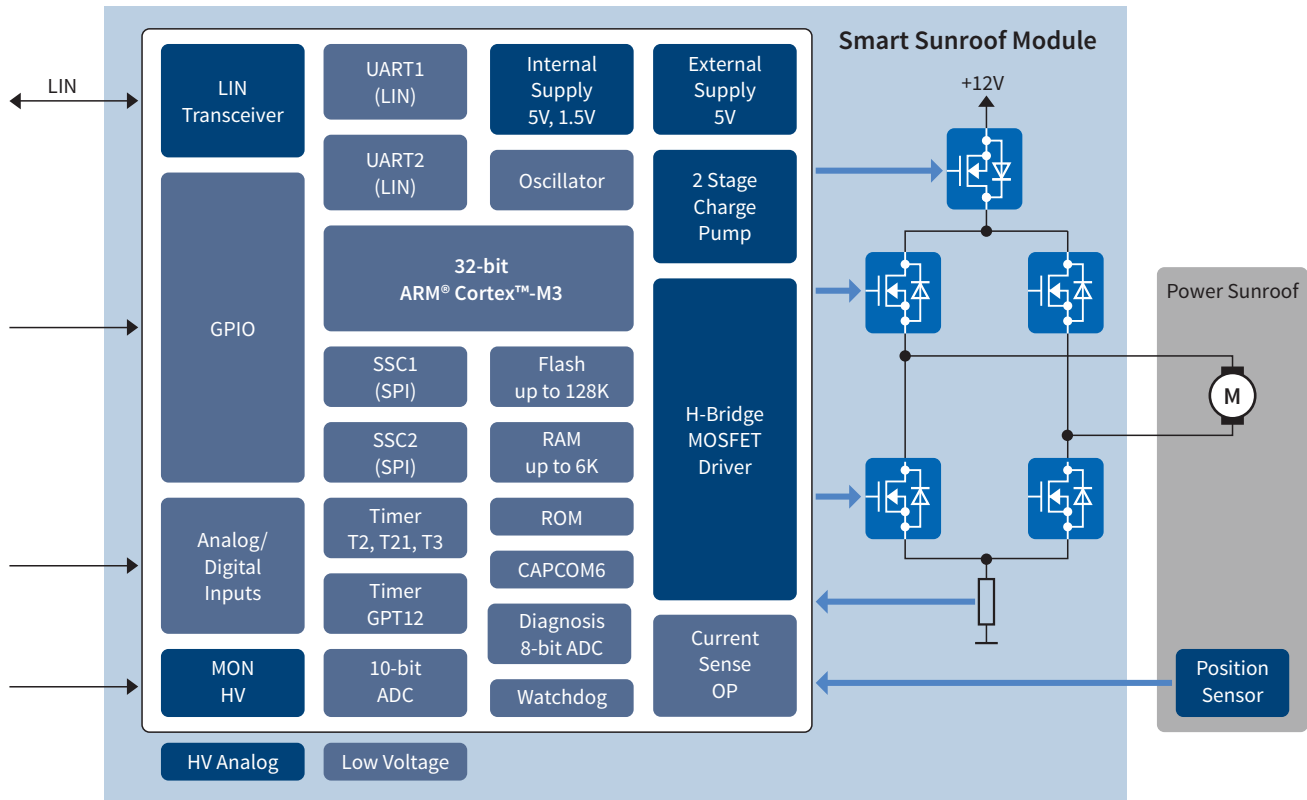 Smart Sunroof Module
LIN
LIN
Transceiver
GPIO
Analog/
Digital
Inputs
MON
HV
UART1
(LIN)
UART2
(LIN)
Internal
Supply
5V, 1.5V
Oscillator
External
Supply
5V
2 Stage
Charge
Pump
32-bit
ARM® Cortex™-M3
SSC1
(SPI)
SSC2
(SPI)
Timer
T2, T21, T3
Timer
GPT12
10-bit
ADC
Flash
up to 128K
RAM
up to 6K
ROM
CAPCOM6
Diagnosis
8-bit ADC
Watchdog
H-Bridge
MOSFET
Driver
Current
Sense
OP
+12V
Power Sunroof
M
Position
Sensor
HV Analog
Low Voltage